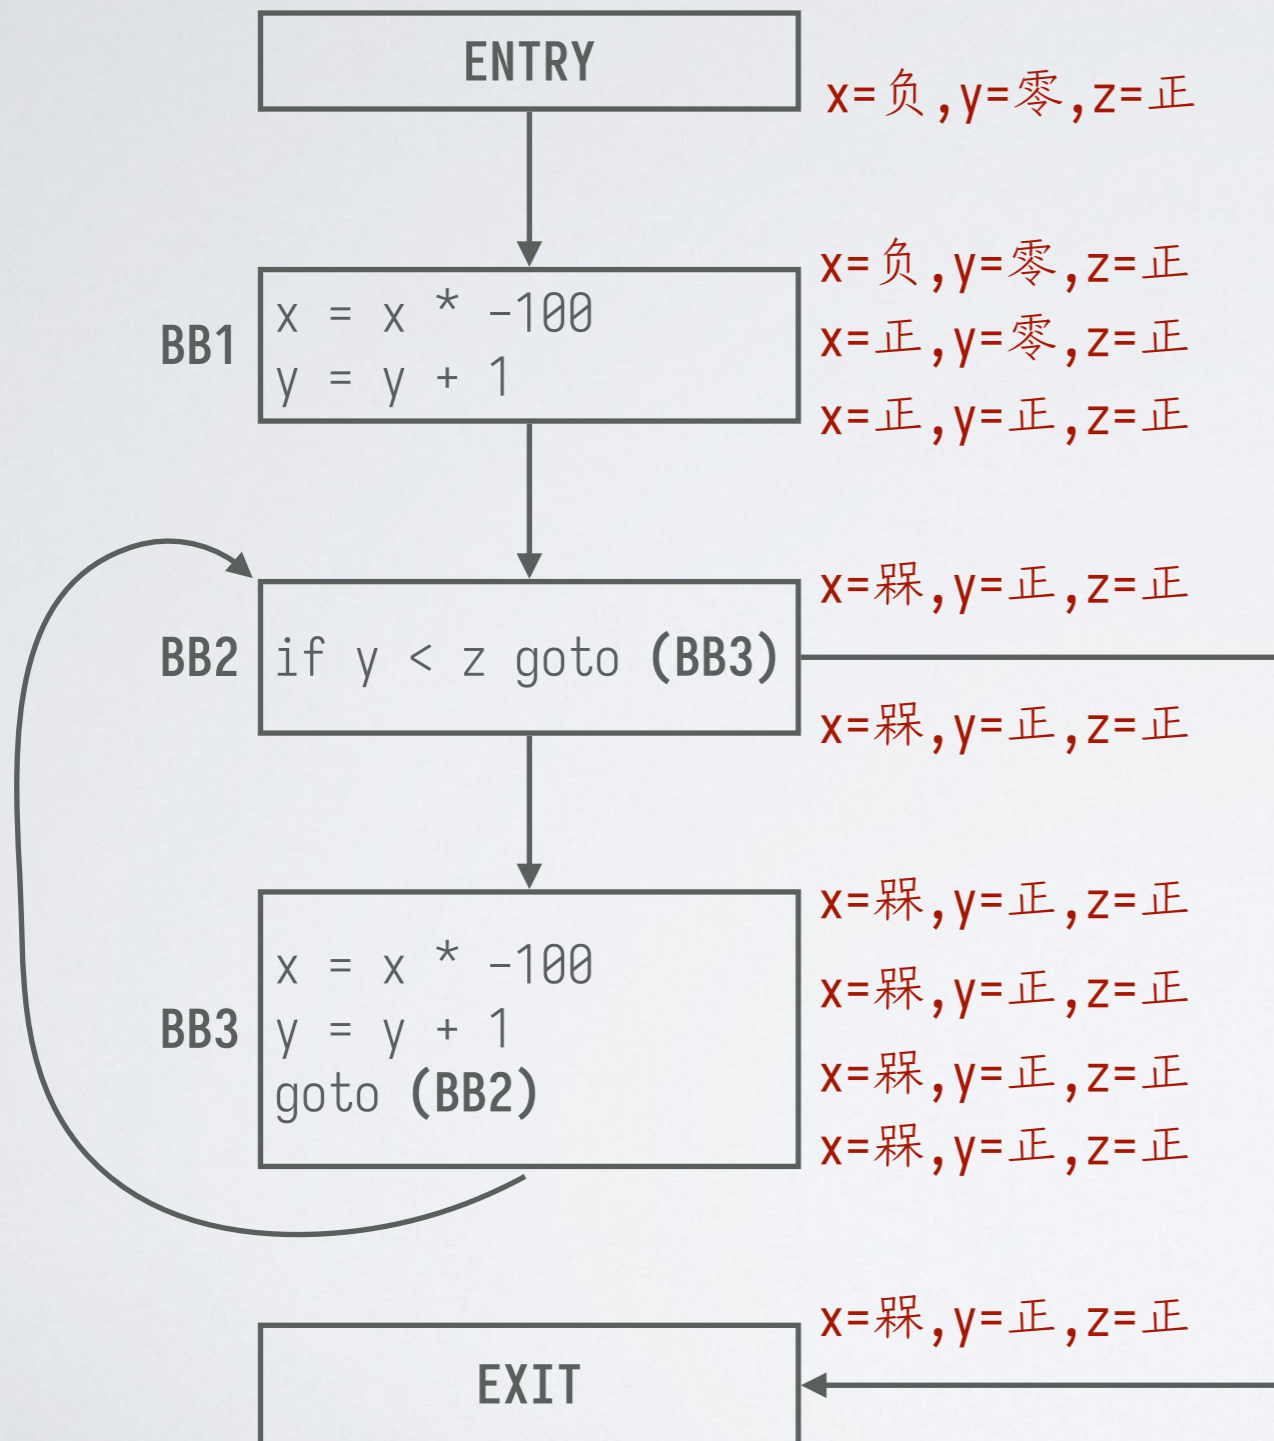 ENTRY
x=负,y=零,z=正
x=负,y=零,z=正
BB1
x = x * -100
y = y + 1
x=正,y=零,z=正
x=正,y=正,z=正
x=槑,y=正,z=正
BB2
if y < z goto (BB3)
x=槑,y=正,z=正
BB3
x = x * -100
y = y + 1
goto (BB2)
x=槑,y=正,z=正
x=槑,y=正,z=正
x=槑,y=正,z=正
x=槑,y=正,z=正
x=槑,y=正,z=正
EXIT